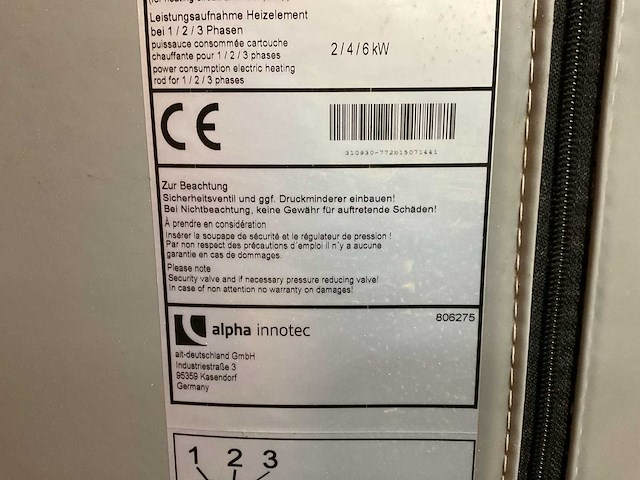 Leistungsaufnahme Heizelement
bei 1 / 2 / 3 Phasen
puissauce consommée cartouche
chauffante pour 1 / 2 / 3 phases
power consumption electric heating
rod for 1 / 2 / 3 phases
2 / 4 / 6 kW
CE
Zur Beachtung
Sicherheitsventil und ggf. Druckminderer einbauen!
Bei Nichtbeachtung, keine Gewähr für auftretende Schäden!
À prendre en considération
Insérer la soupape de sécurité et le régulateur de pression !
Par non respect des précautions d´emploi il n´y a aucune
garantie en cas de dommages.
Please note
Security valve and if necessary pressure reducing valve!
In case of non attention no warranty on damages!
806275
alpha innotec
ait-deutschland GmbH
Industriestraße 3
95359 Kasendorf
Germany
1 2 3